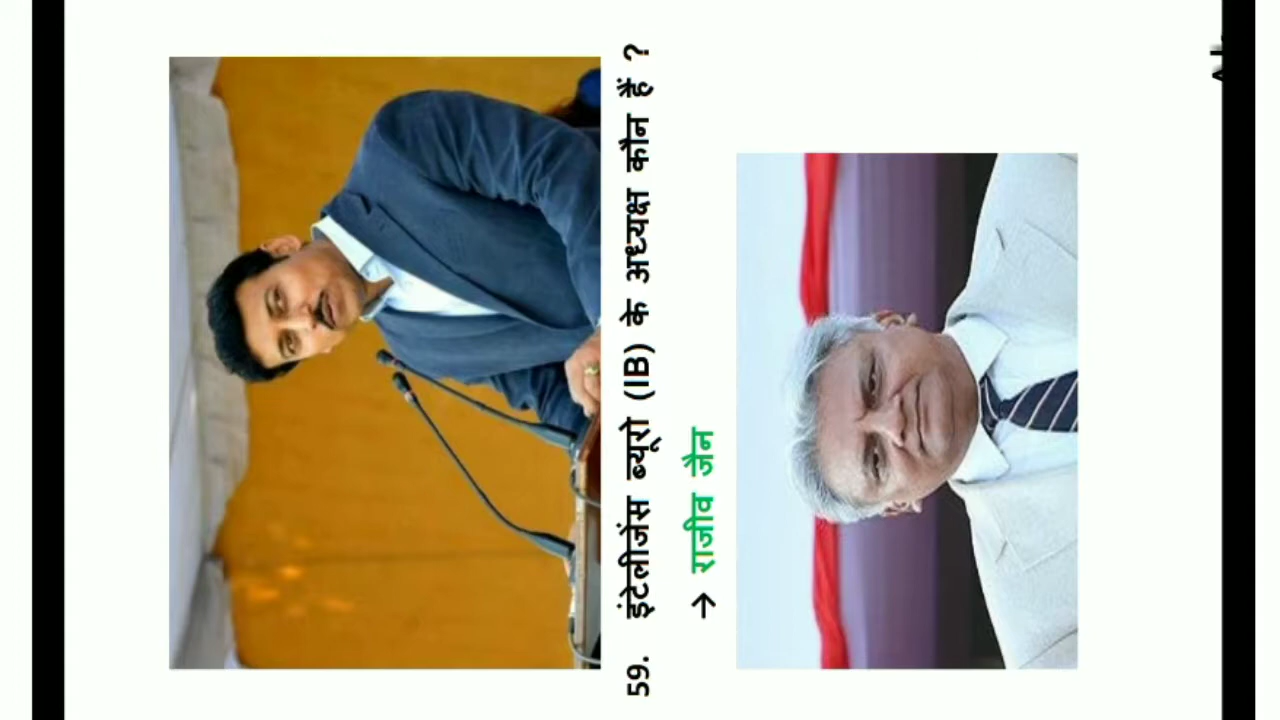 59. इंटेलीजंस ब्यूरो (IB) के अध्यक्ष कौन हैं ?
→ राजीव जैन